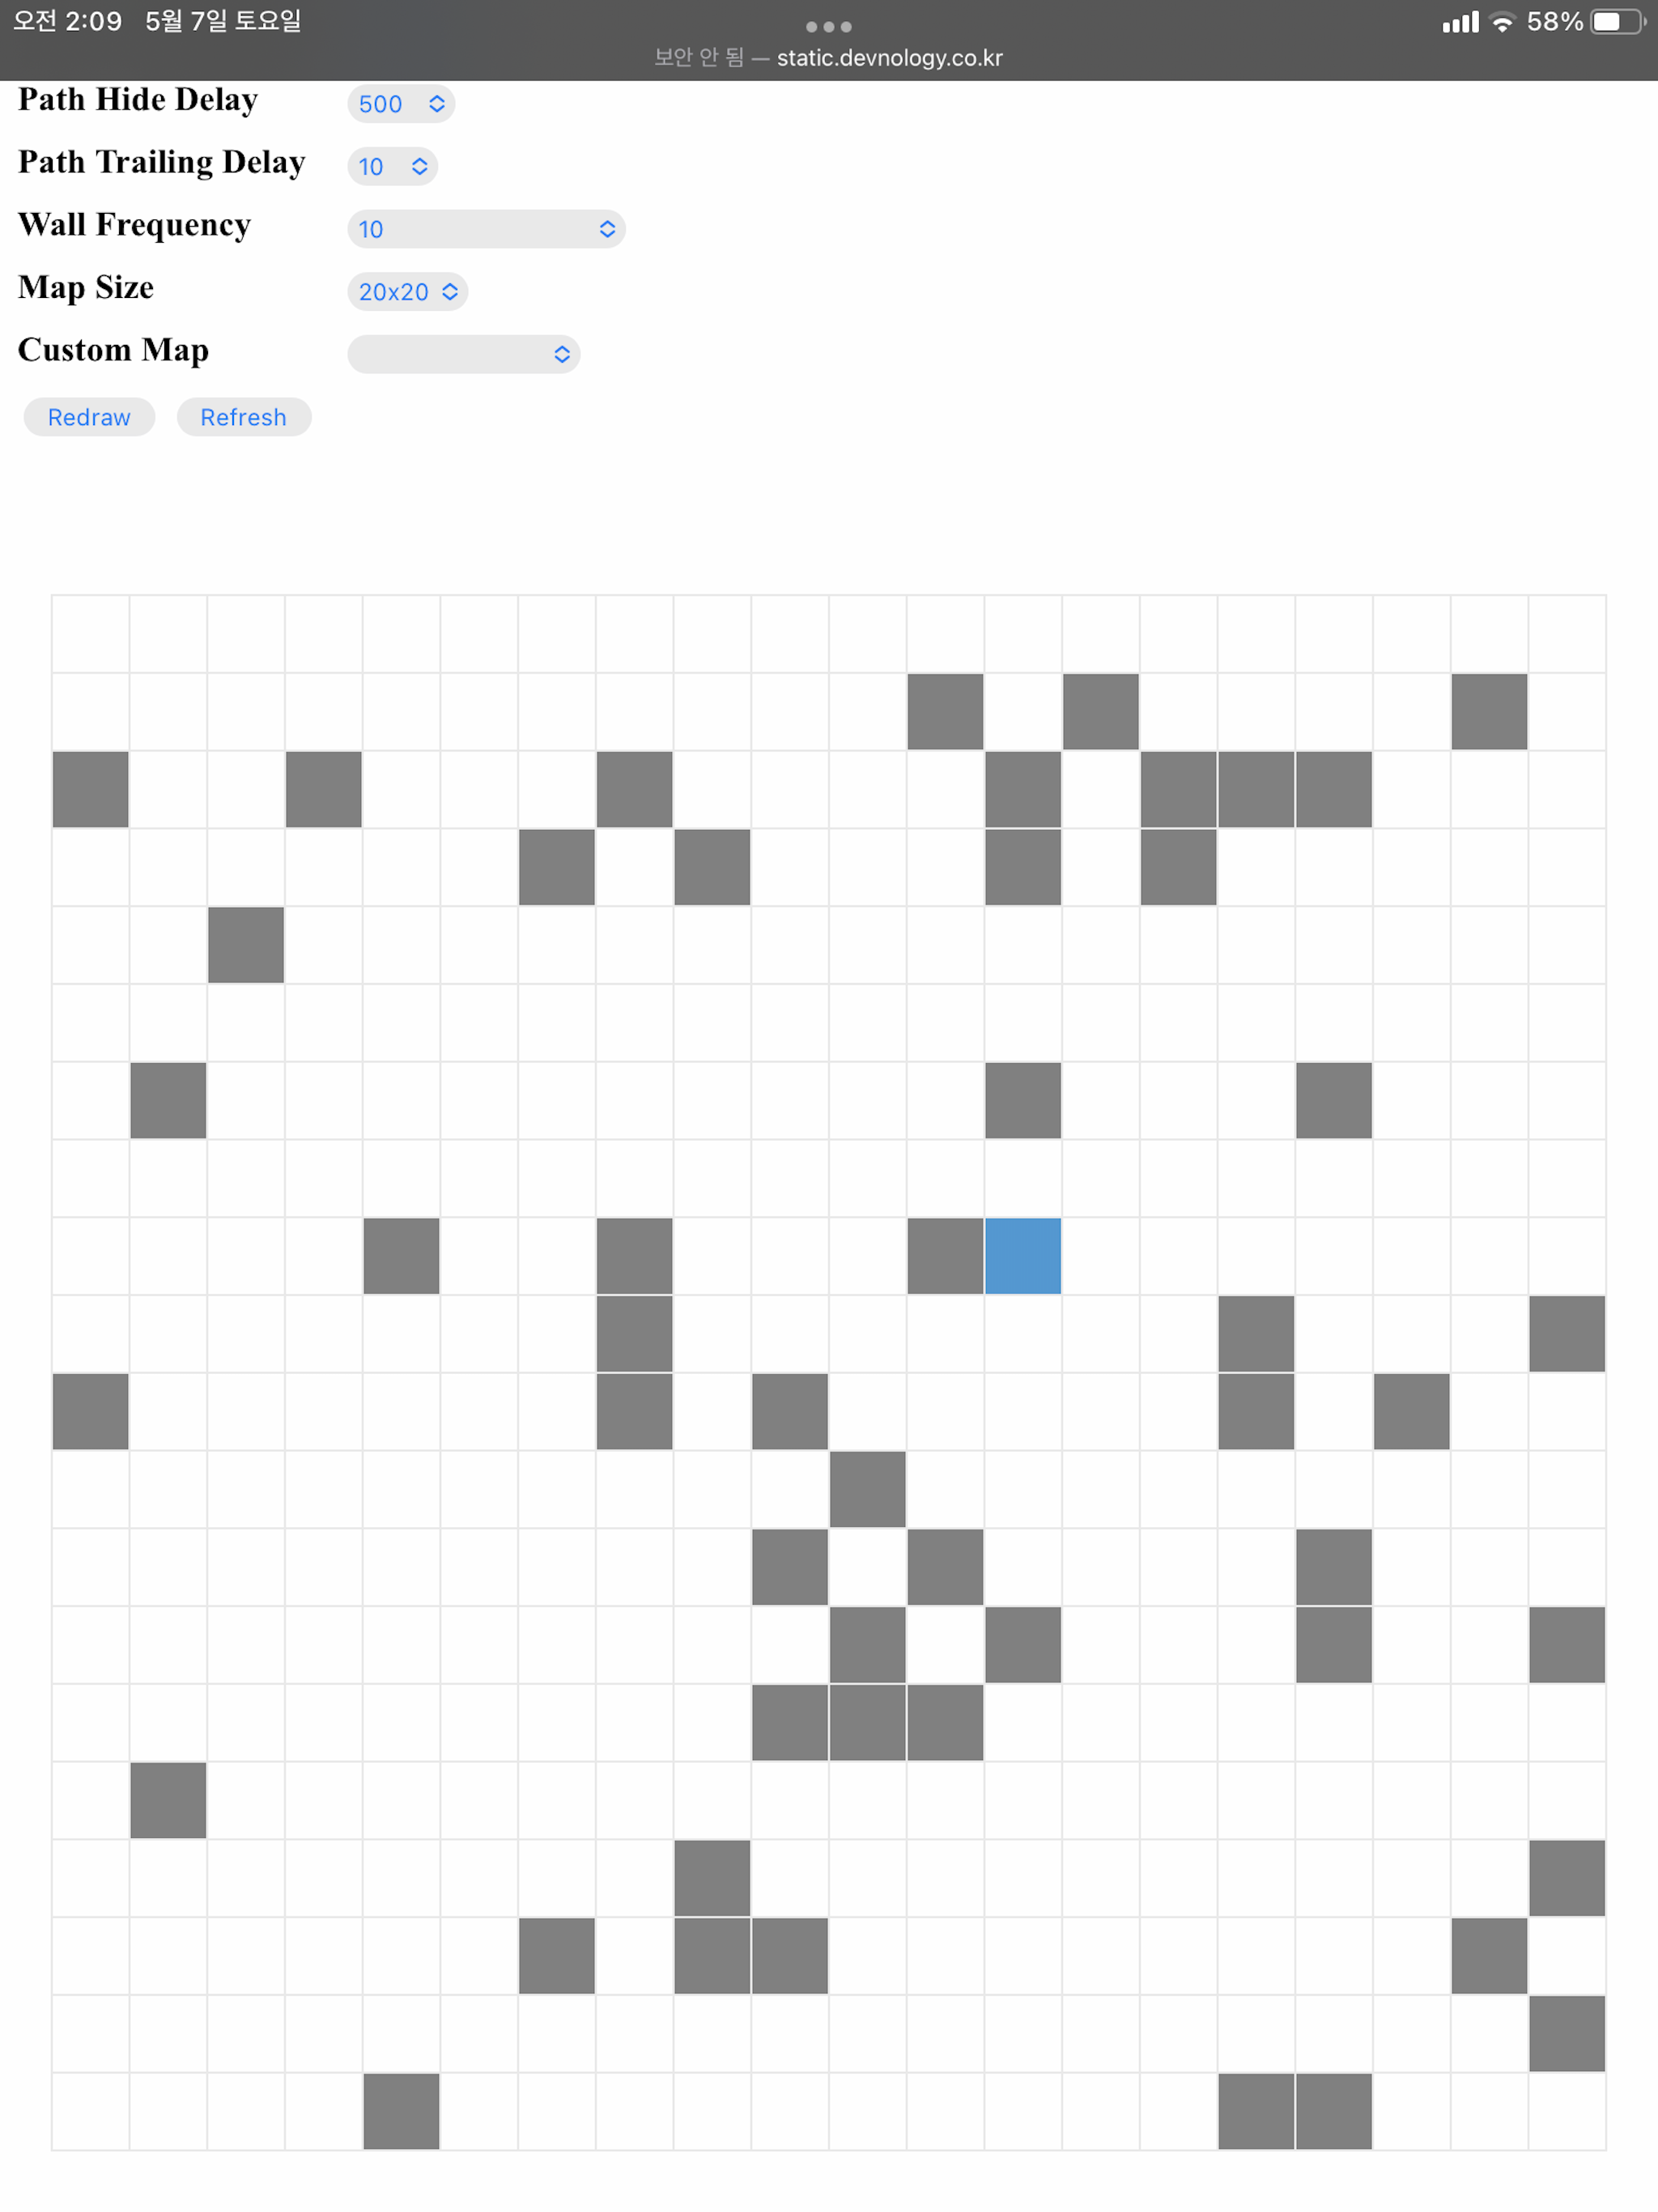 오전 2:09 5월 7일 토요일
58%
보안 안 됨 — static.devnology.co.kr
Path Hide Delay 500
Path Trailing Delay 10
Wall Frequency 10
Map Size 20x20
Custom Map
Redraw Refresh